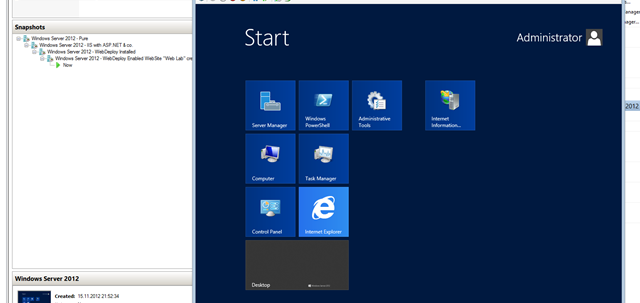 Snapshots
Windows Server 2012 - Pure
Windows Server 2012 - IIS with ASP.NET & co.
Windows Server 2012 - WebDeploy Installed
Windows Server 2012 - WebDeploy Enabled WebSite "Web Lab" cre
Now
Start
Administrator
Server Manager
Windows PowerShell
Administrative Tools
Internet Information...
Computer
Task Manager
Control Panel
Internet Explorer
Desktop
Windows Server 2012
Created: 15.11.2012 21:52:34
2012